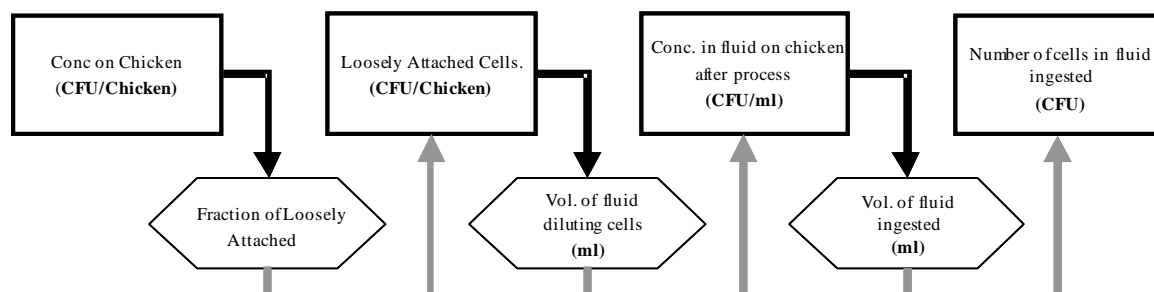 Conc on Chicken
(CFU/Chicken)
Loosely Attached Cells.
(CFU/Chicken)
Conc. in fluid on chicken
after process
(CFU/ml)
Number of cells in fluid
ingested
(CFU)
Fraction of Loosely
Attached
Vol. of fluid
diluting cells
(ml)
Vol. of fluid
ingested
(ml)